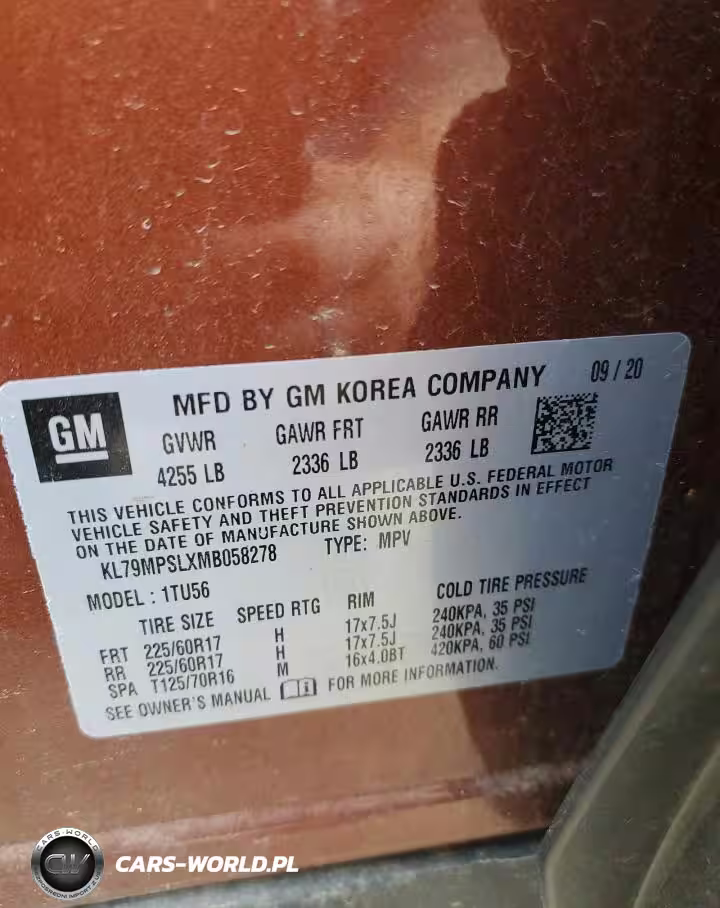 GM
MFD BY GM KOREA COMPANY 09 / 20
GVWR GAWR FRT GAWR RR
4255 LB 2336 LB 2336 LB
THIS VEHICLE CONFORMS TO ALL APPLICABLE U.S. FEDERAL MOTOR
VEHICLE SAFETY AND THEFT PREVENTION STANDARDS IN EFFECT
ON THE DATE OF MANUFACTURE SHOWN ABOVE.
KL79MPSLXMB058278 TYPE: MPV
MODEL : 1TU56
TIRE SIZE SPEED RTG RIM COLD TIRE PRESSURE
FRT 225/60R17 H 17x7.5J 240KPA, 35 PSI
RR 225/60R17 H 17x7.5J 240KPA, 35 PSI
SPA T125/70R16 M 16x4.0BT 420KPA, 60 PSI
SEE OWNER'S MANUAL FOR MORE INFORMATION.
CARS-WORLD
CW
CARS-WORLD.PL